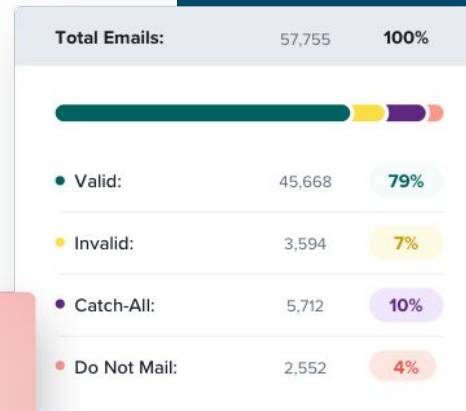 Total Emails: 57,755 100%
Valid: 45,668 79%
Invalid: 3,594 7%
Catch-All: 5,712 10%
Do Not Mail: 2,552 4%